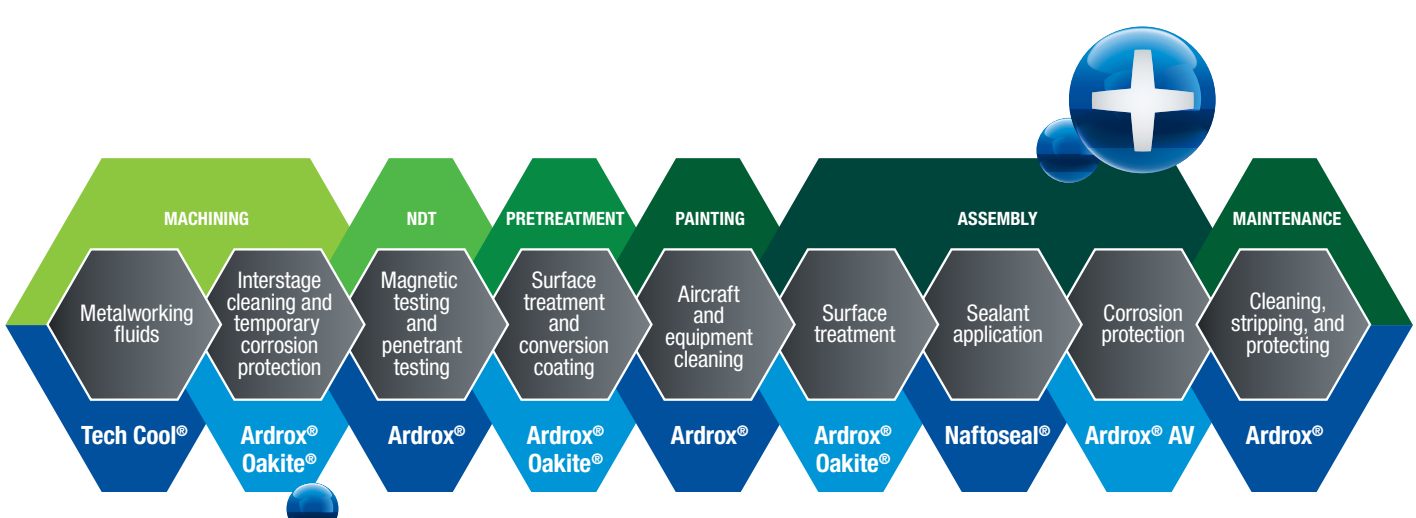 MACHINING
NDT
PRETREATMENT
PAINTING
ASSEMBLY
MAINTENANCE
Metalworking
fluids
Interstage
cleaning and
temporary
corrosion
protection
Magnetic
testing
and
penetrant
testing
Surface
treatment
and
conversion
coating
Aircraft
and
equipment
cleaning
Surface
treatment
Sealant
application
Corrosion
protection
Cleaning,
stripping, and
protecting
Tech Cool®
Ardrox®
Oakite®
Ardrox®
Ardrox®
Oakite®
Ardrox®
Ardrox®
Oakite®
Naftoseal®
Ardrox® AV
Ardrox®